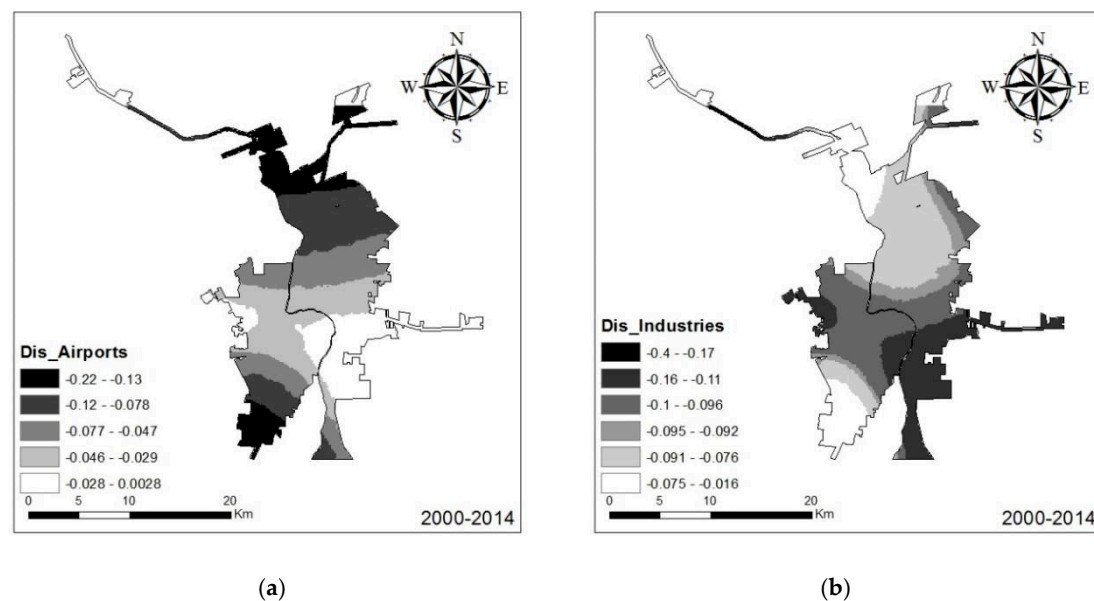 N
W E
S
Dis_Airports
-0.22 - -0.13
-0.12 - -0.078
-0.077 - -0.047
-0.046 - -0.029
-0.028 - 0.0028
0 5 10 20
Km
2000-2014
(a)
N
W E
S
Dis_Industries
-0.4 - -0.17
-0.16 - -0.11
-0.1 - -0.096
-0.095 - -0.092
-0.091 - -0.076
-0.075 - -0.016
0 5 10 20
Km
2000-2014
(b)